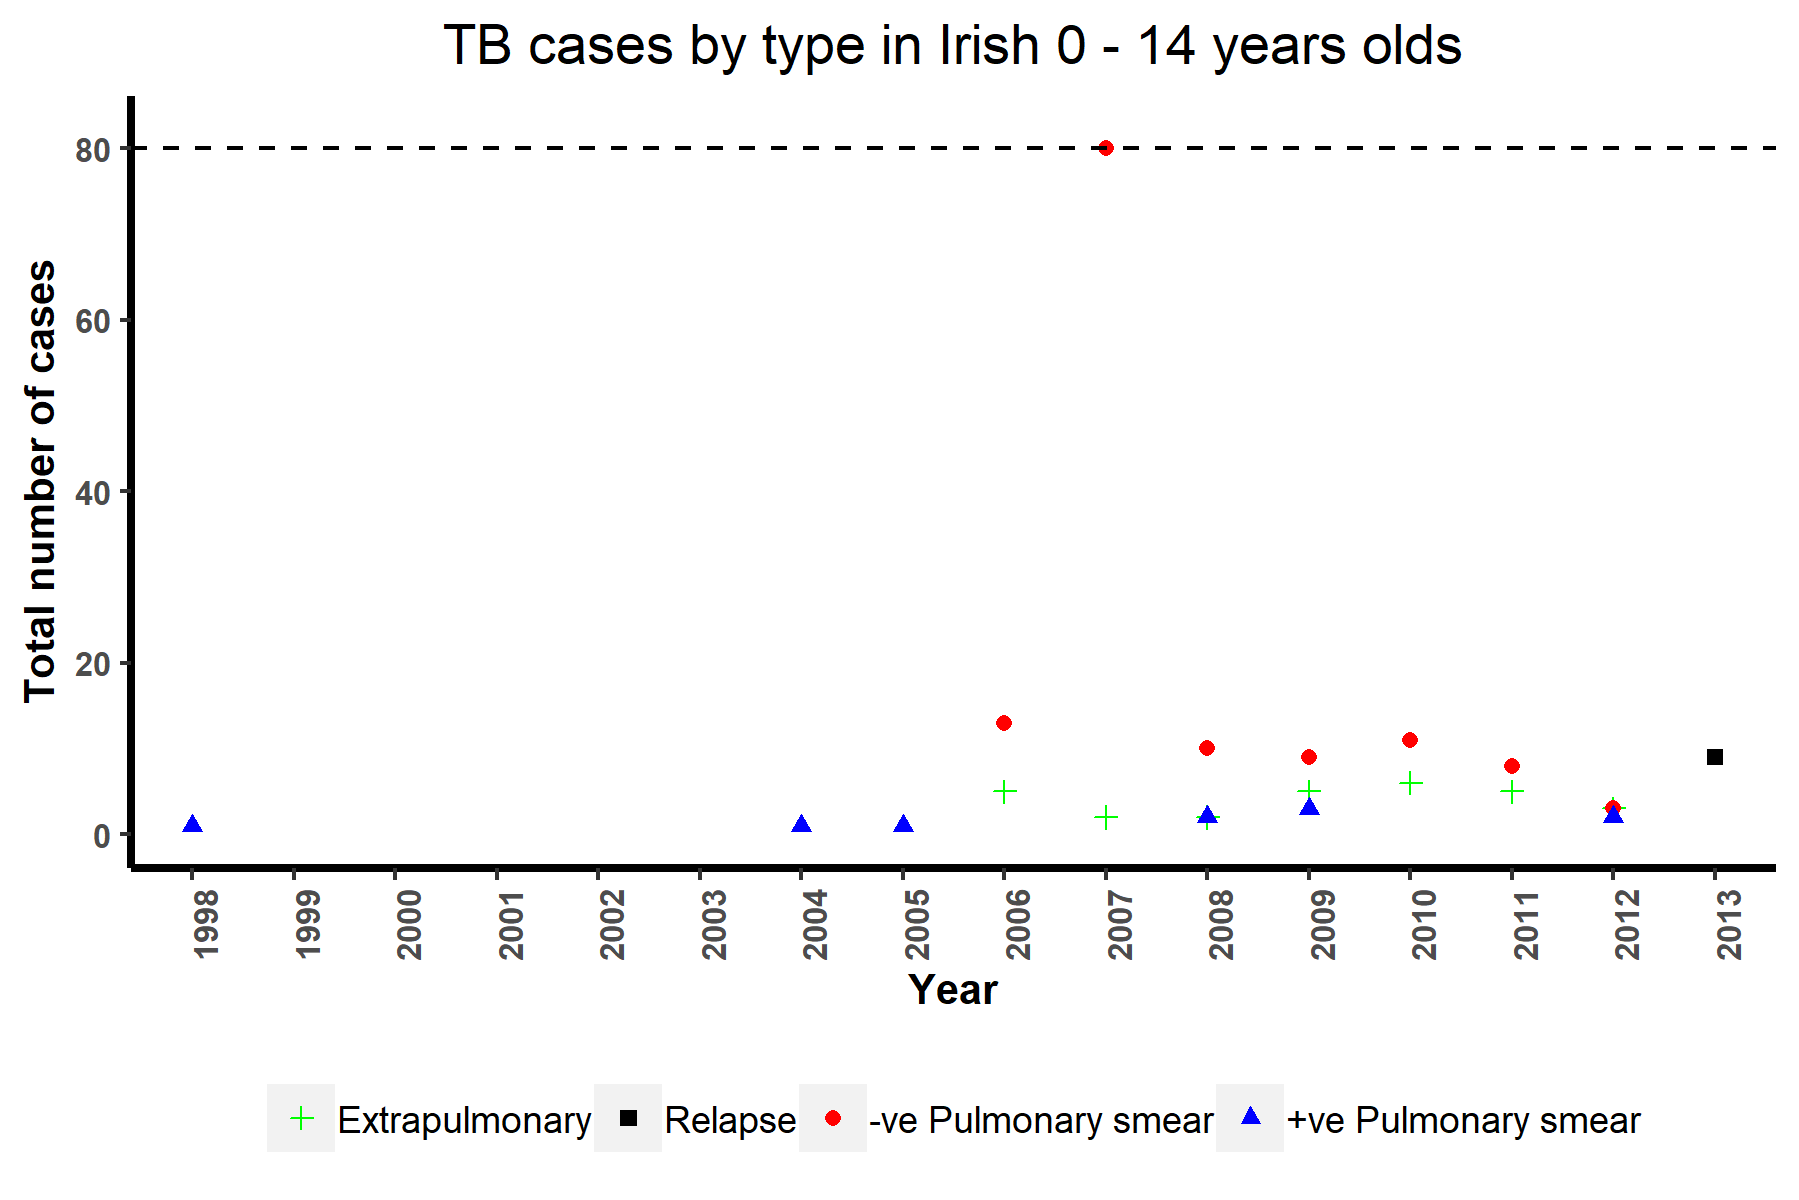 TB cases by type in Irish 0 - 14 years olds
Total number of cases
80
60
40
20
0
1998 1999 2000 2001 2002 2003 2004 2005 2006 2007 2008 2009 2010 2011 2012 2013
Year
Extrapulmonary Relapse -ve Pulmonary smear +ve Pulmonary smear